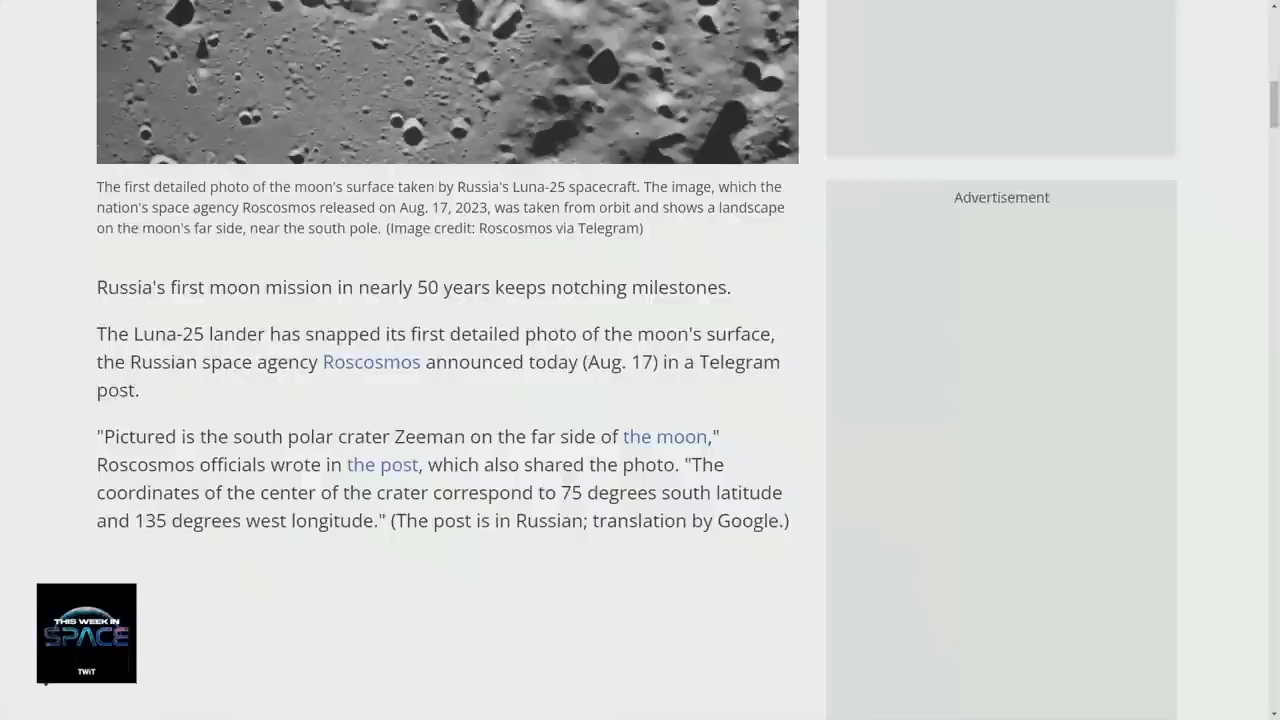 The first detailed photo of the moon's surface taken by Russia's Luna-25 spacecraft. The image, which the
nation's space agency Roscosmos released on Aug. 17, 2023, was taken from orbit and shows a landscape
on the moon's far side, near the south pole. (Image credit: Roscosmos via Telegram)
Russia's first moon mission in nearly 50 years keeps notching milestones.
The Luna-25 lander has snapped its first detailed photo of the moon's surface,
the Russian space agency Roscosmos announced today (Aug. 17) in a Telegram
post.
"Pictured is the south polar crater Zeeman on the far side of the moon,"
Roscosmos officials wrote in the post, which also shared the photo. "The
coordinates of the center of the crater correspond to 75 degrees south latitude
and 135 degrees west longitude." (The post is in Russian; translation by Google.)
Advertisement
THIS WEEK IN
SPACE
TWiT